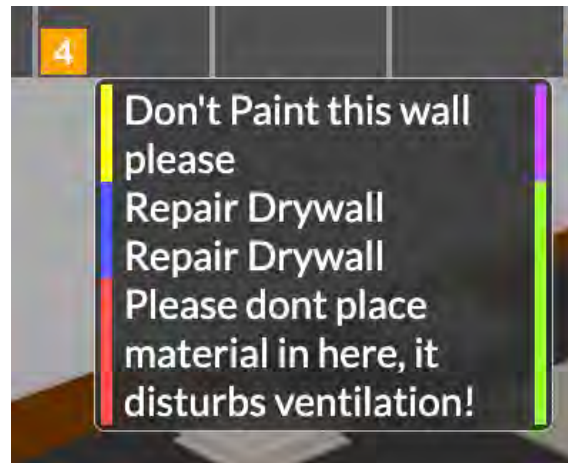 4
Don't Paint this wall
please
Repair Drywall
Repair Drywall
Please dont place
material in here, it
disturbs ventilation!